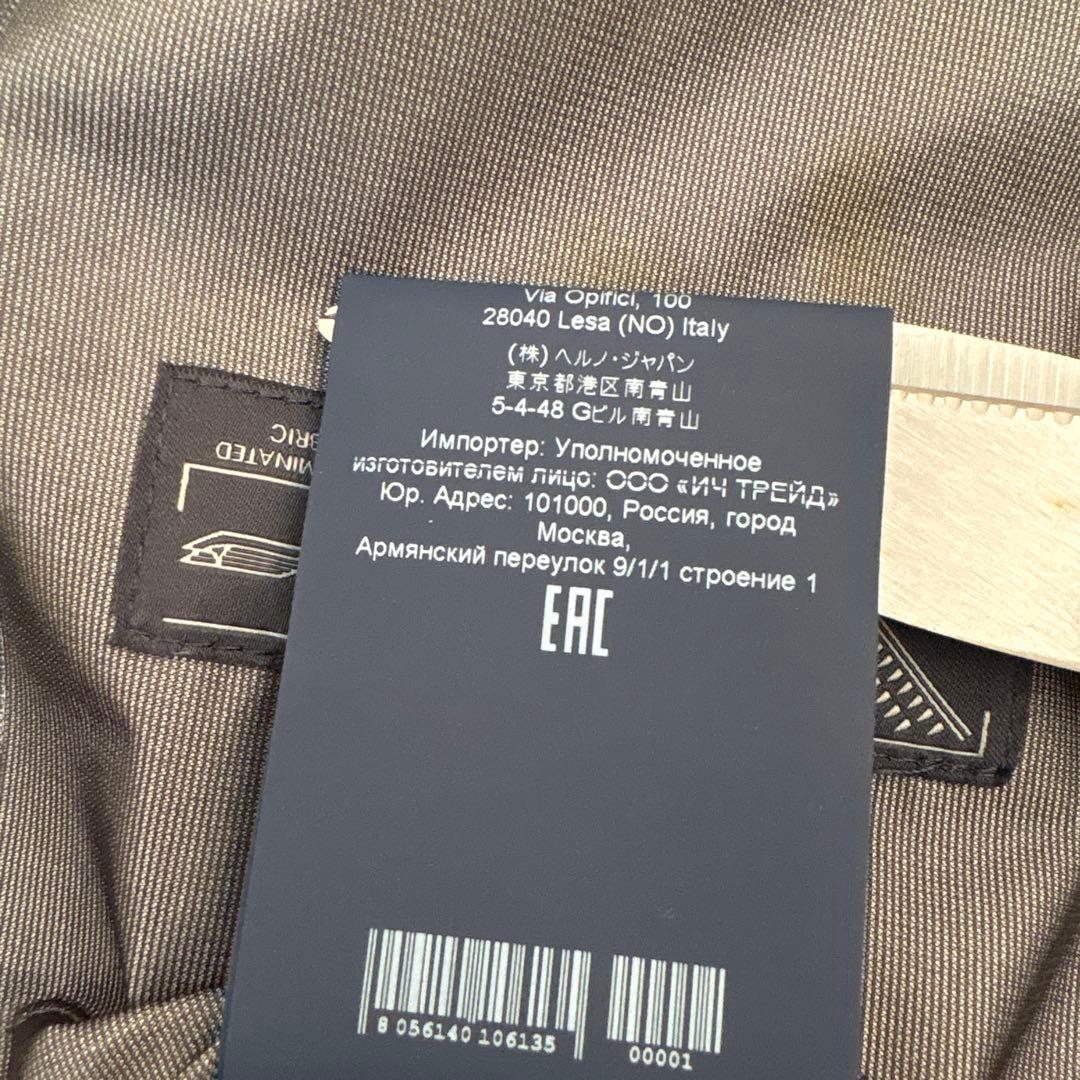 Via Opifici, 100
28040 Lesa (NO) Italy
(株)ヘルノ・ジャパン
東京都港区南青山
5-4-48 Gビル南青山
Импортер: Уполномоченное
изготовителем лицо: ООО «ИЧ ТРЕЙД»
Юр. Адрес: 101000, Россия, город
Москва,
Армянский переулок 9/1/1 строение 1
EAC
8 056140 106135
00001